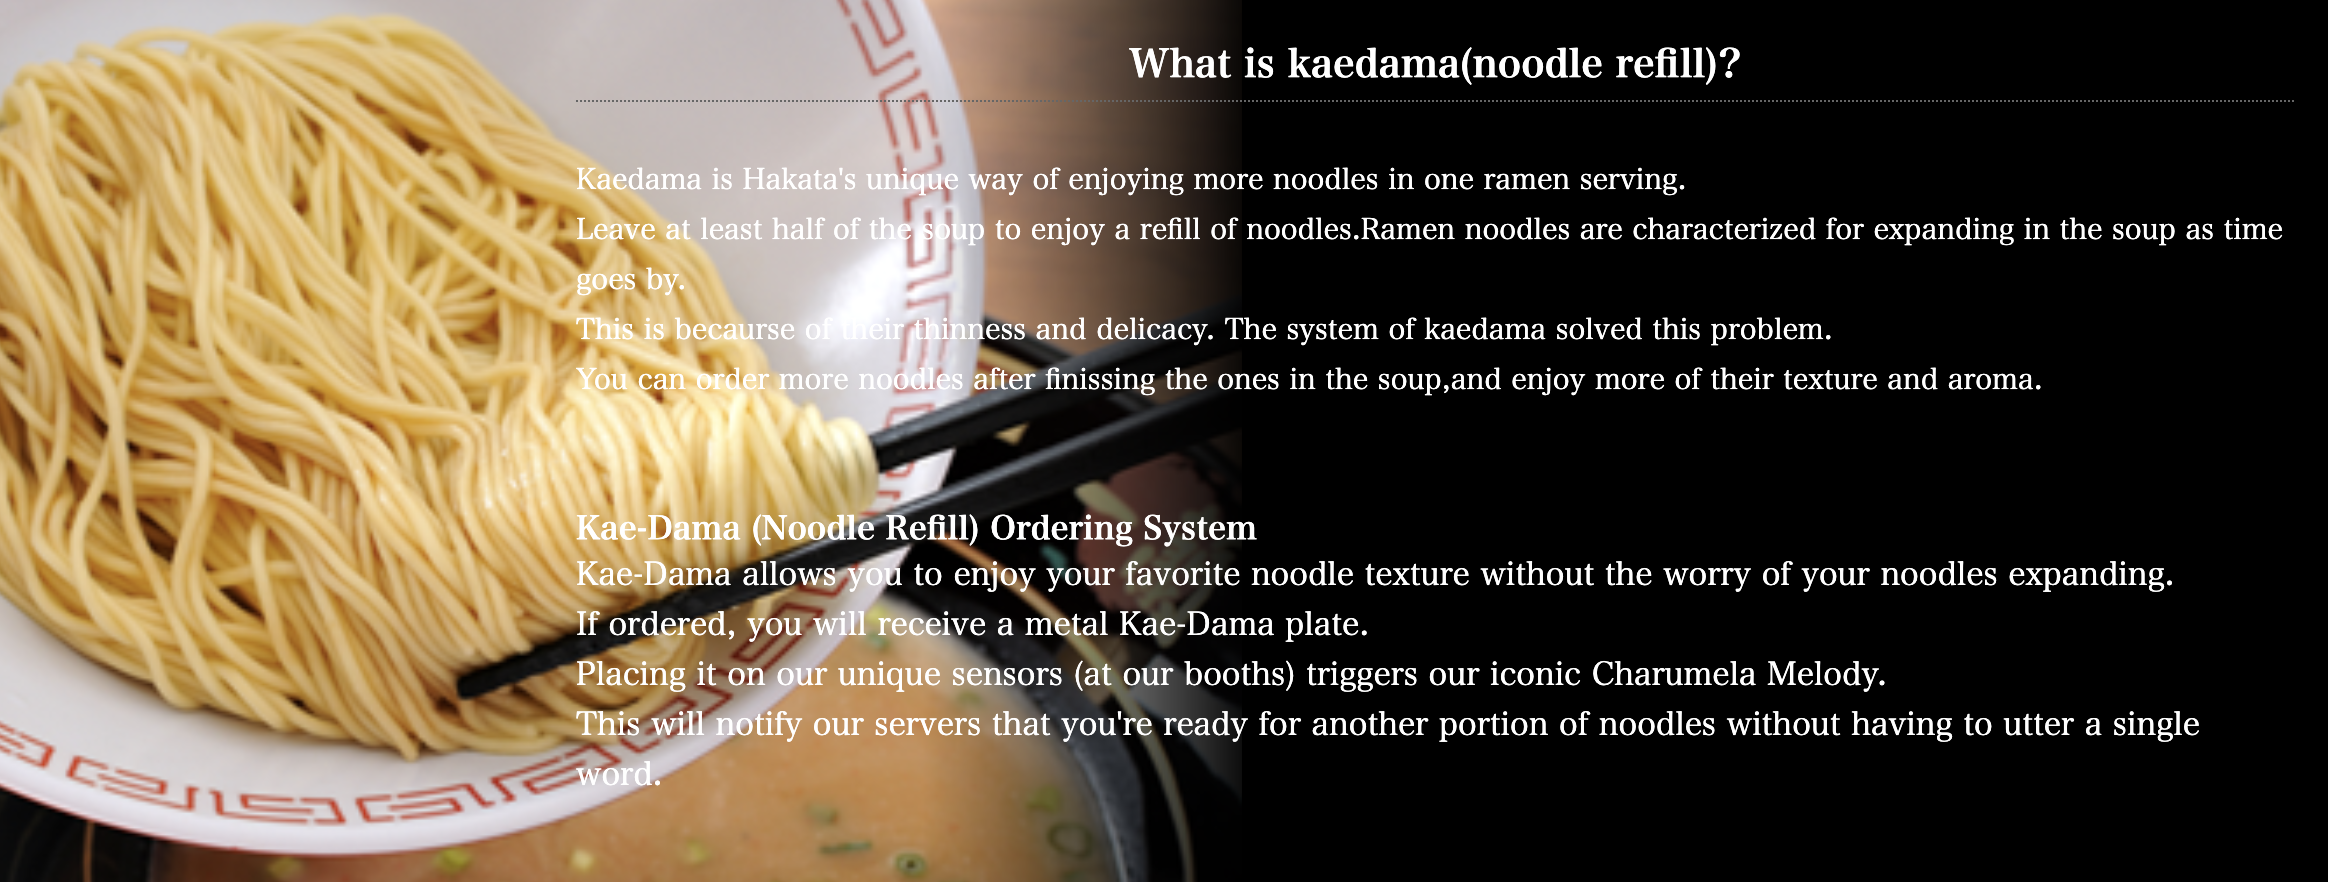 What is kaedama(noodle refill)?
Kaedama is Hakata's unique way of enjoying more noodles in one ramen serving.
Leave at least half of the soup to enjoy a refill of noodles.Ramen noodles are characterized for expanding in the soup as time
goes by.
This is becaurse of their thinness and delicacy. The system of kaedama solved this problem.
You can order more noodles after finissing the ones in the soup,and enjoy more of their texture and aroma.
Kae-Dama (Noodle Refill) Ordering System
Kae-Dama allows you to enjoy your favorite noodle texture without the worry of your noodles expanding.
If ordered, you will receive a metal Kae-Dama plate.
Placing it on our unique sensors (at our booths) triggers our iconic Charumela Melody.
This will notify our servers that you're ready for another portion of noodles without having to utter a single
word.